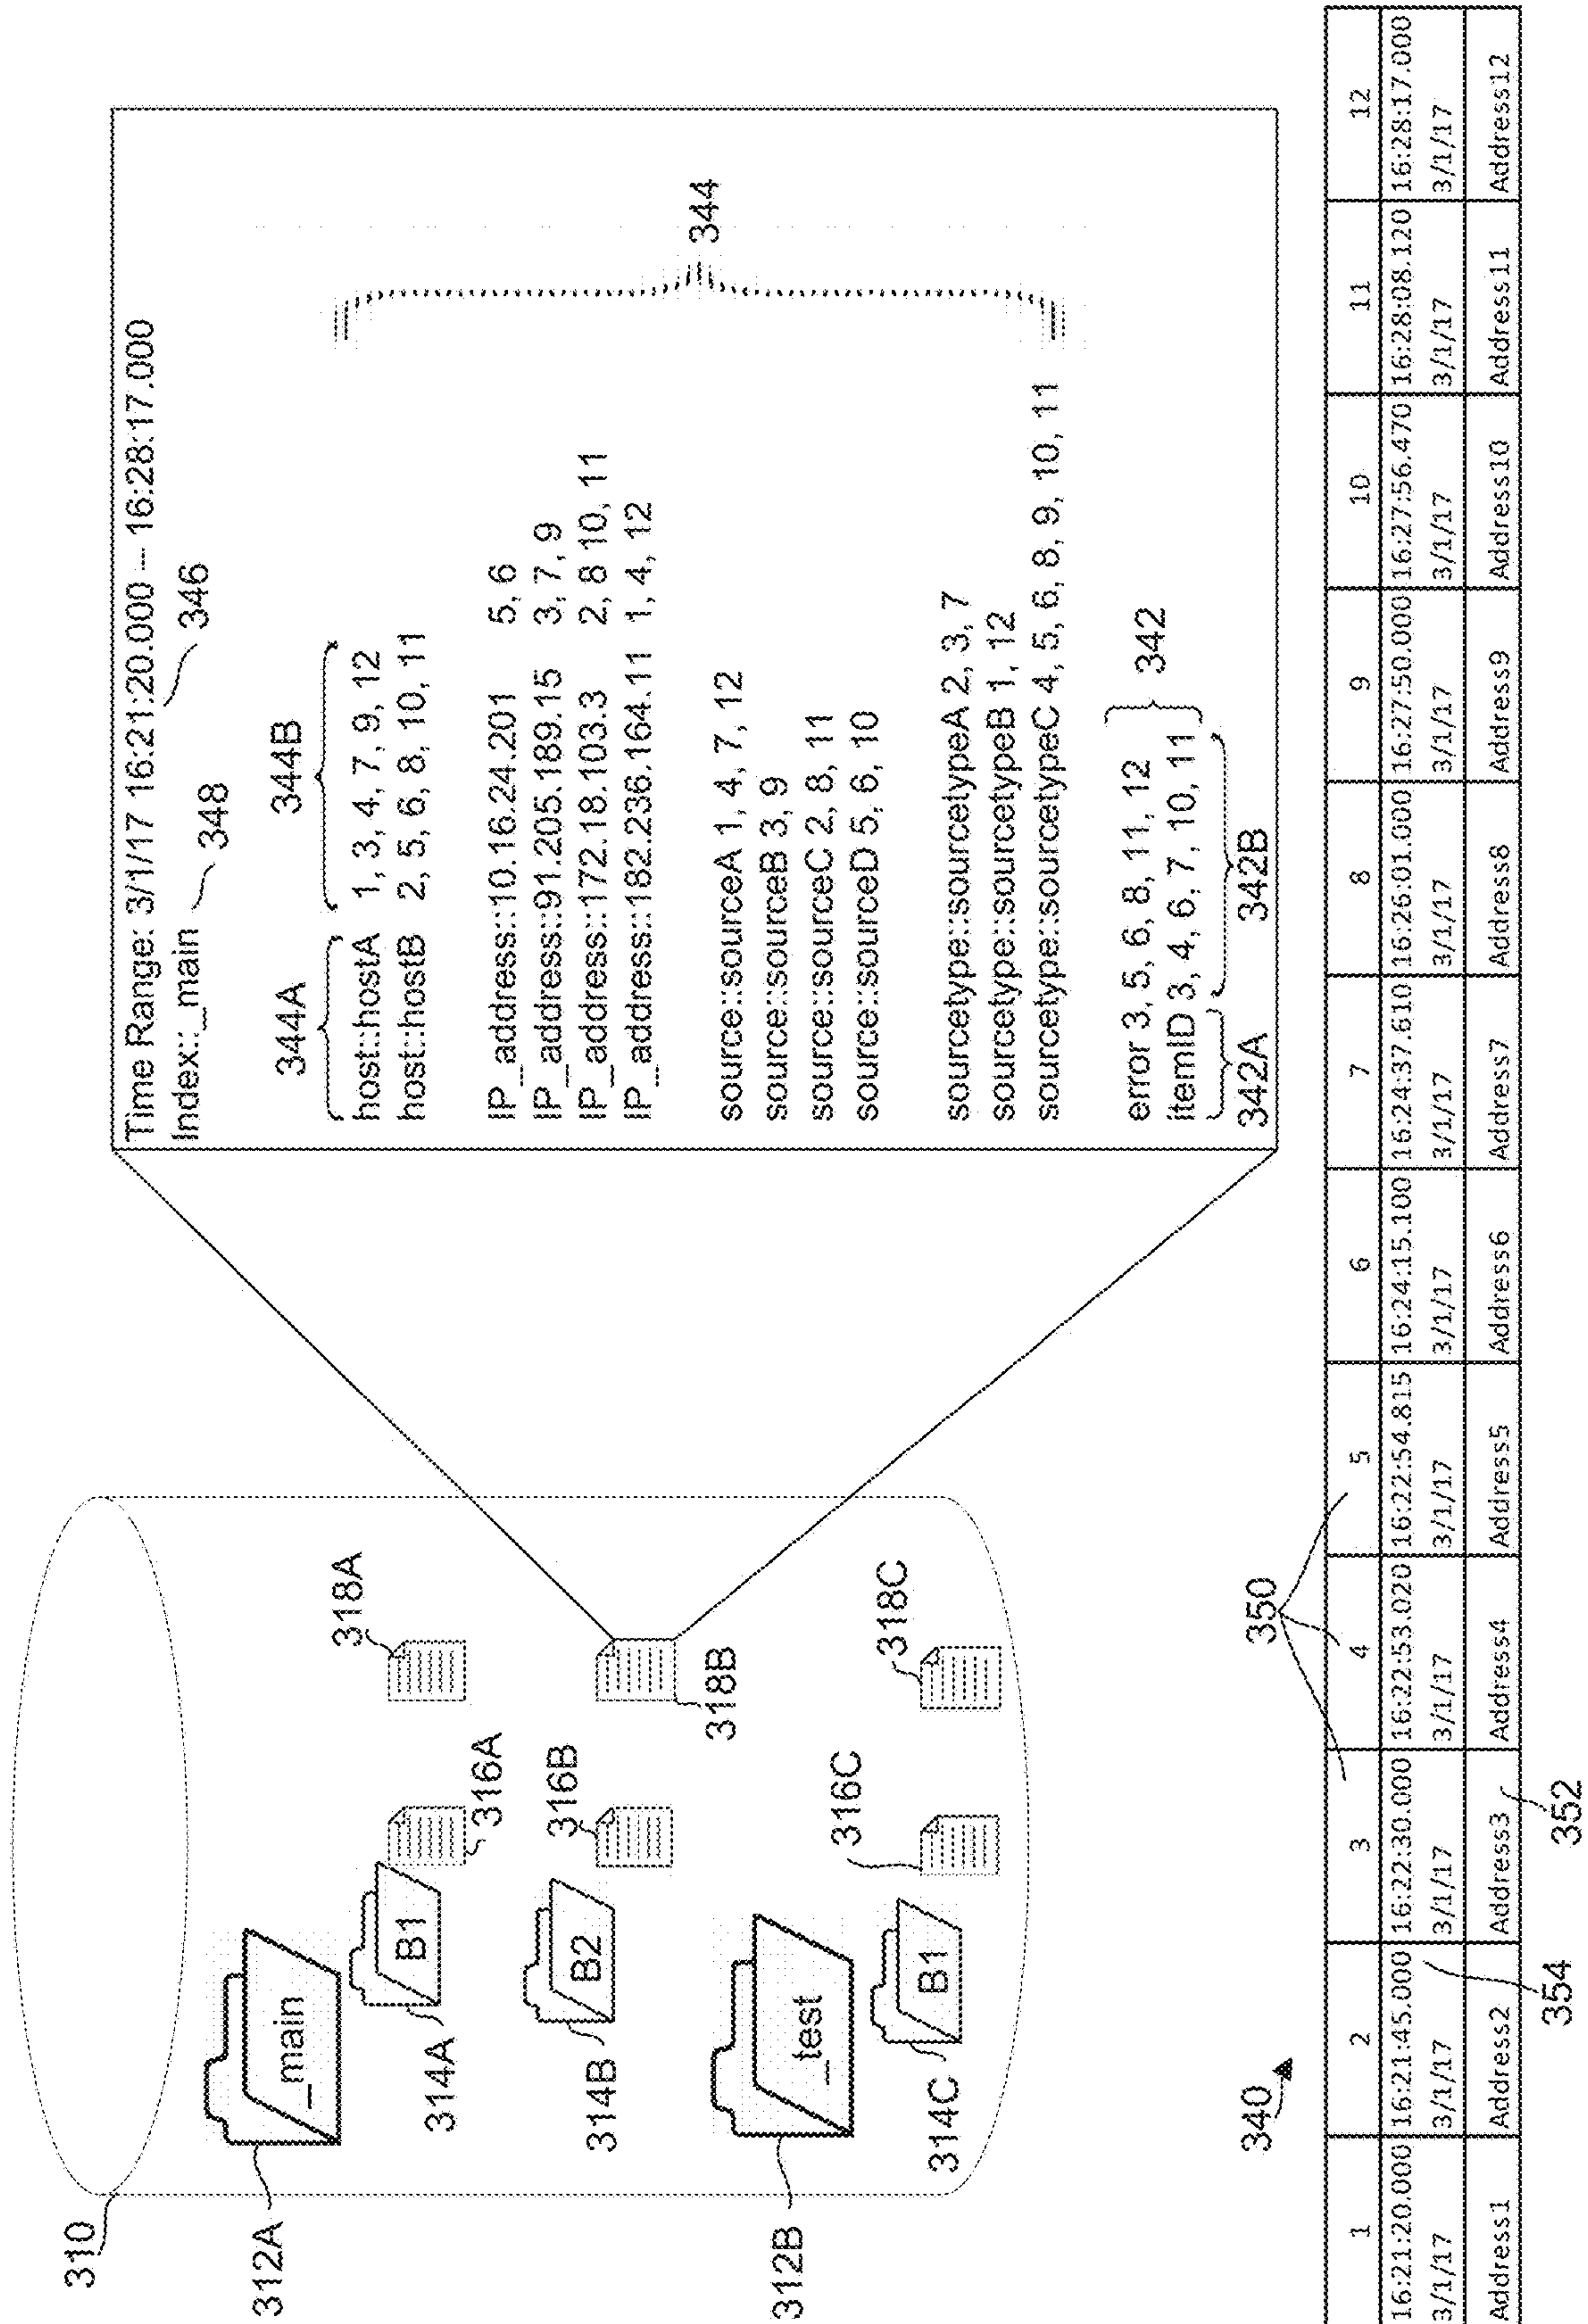 310
312A
_main
314A
B1
316A
318A
314B
B2
316B
318B
312B
_test
314C
B1
316C
318C
Time Range: 3/1/17 16:21:20.000 – 16:28:17.000
Index::_main
348
346
344A
344B
host::hostA 1, 3, 4, 7, 9, 12
host::hostB 2, 5, 6, 8, 10, 11
IP_address::10.16.24.201 5, 6
IP_address::91.205.189.15 3, 7, 9
IP_address::172.18.103.3 2, 8 10, 11
IP_address::182.236.164.11 1, 4, 12
source::sourceA 1, 4, 7, 12
source::sourceB 3, 9
source::sourceC 2, 8, 11
source::sourceD 5, 6, 10
344
sourcetype::sourcetypeA 2, 3, 7
sourcetype::sourcetypeB 1, 12
sourcetype::sourcetypeC 4, 5, 6, 8, 9, 10, 11
error 3, 5, 6, 8, 11, 12
itemID 3, 4, 6, 7, 10, 11
342
342A
342B
340
350
1 2 3 4 5 6 7 8 9 10 11 12
16:21:20.000 16:21:45.000 16:22:30.000 16:22:53.020 16:22:54.815 16:24:15.100 16:24:37.610 16:26:01.000 16:27:50.000 16:27:56.470 16:28:08.120 16:28:17.000
3/1/17 3/1/17 3/1/17 3/1/17 3/1/17 3/1/17 3/1/17 3/1/17 3/1/17 3/1/17 3/1/17 3/1/17
Address1 Address2 Address3 Address4 Address5 Address6 Address7 Address8 Address9 Address10 Address11 Address12
354
352